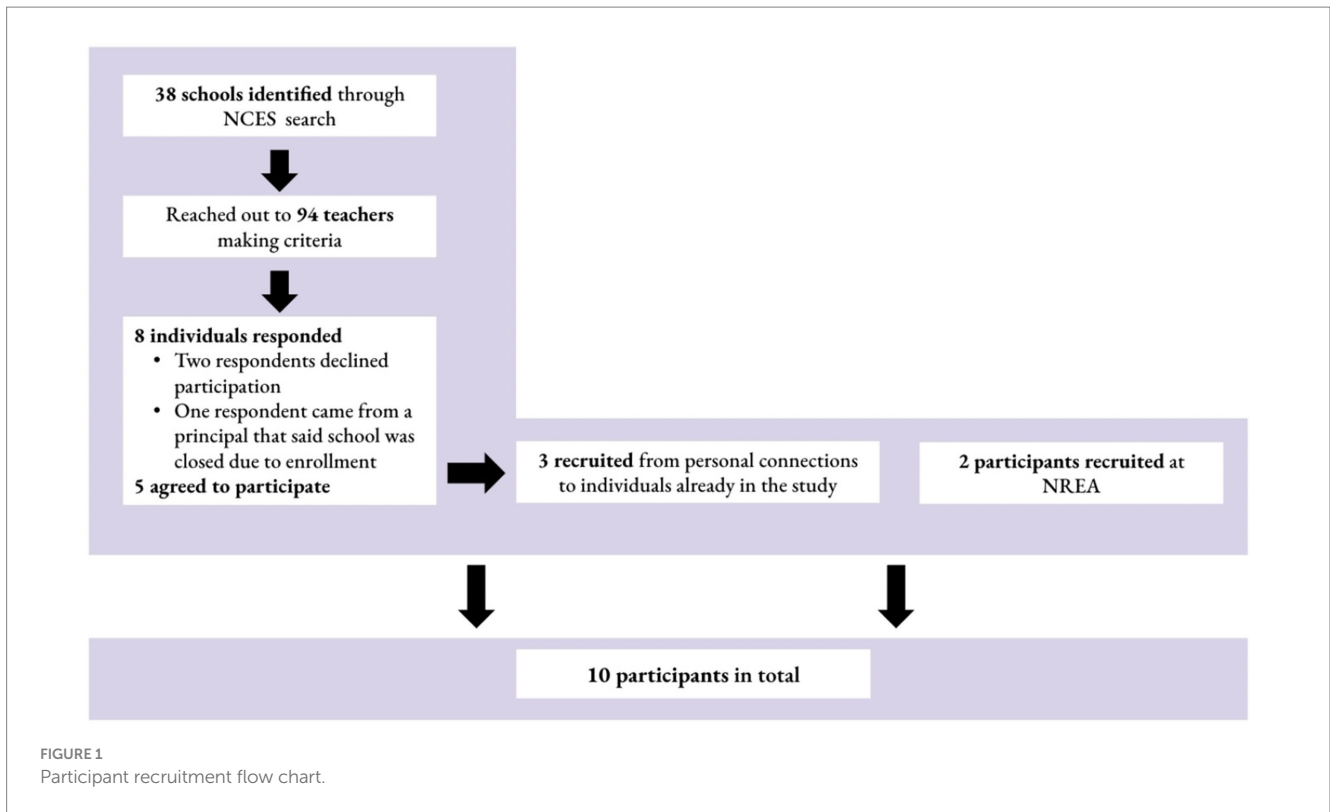 38 schools identified through
NCES search
Reached out to 94 teachers
making criteria
8 individuals responded
• Two respondents declined
participation
• One respondent came from a
principal that said school was
closed due to enrollment
5 agreed to participate
3 recruited from personal connections
to individuals already in the study
2 participants recruited at
NREA
10 participants in total
FIGURE 1
Participant recruitment flow chart.